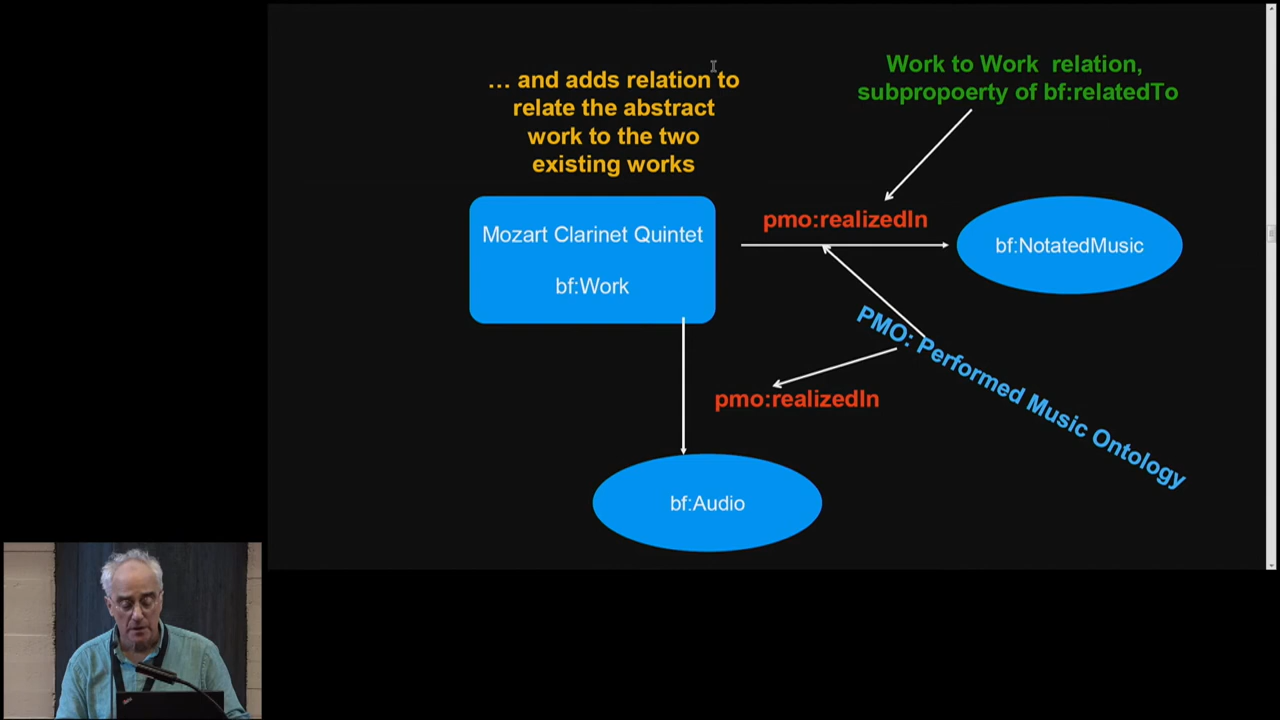 … and adds relation to
relate the abstract
work to the two
existing works
Work to Work relation,
subpropoerty of bf:relatedTo
Mozart Clarinet Quintet
bf:Work
pmo:realizedIn
bf:NotatedMusic
PMO: Performed Music Ontology
pmo:realizedIn
bf:Audio